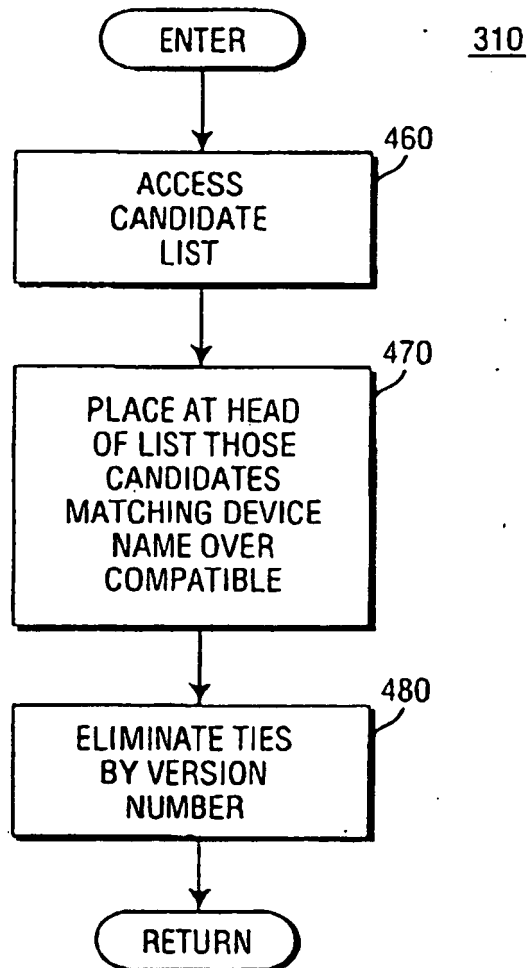 ENTER
310
460
ACCESS
CANDIDATE
LIST
470
PLACE AT HEAD
OF LIST THOSE
CANDIDATES
MATCHING DEVICE
NAME OVER
COMPATIBLE
480
ELIMINATE TIES
BY VERSION
NUMBER
RETURN